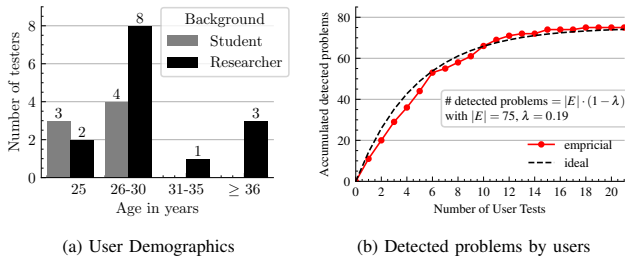 Number of testers
8
6
4
2
0
Background
Student
Researcher
3
2
4
8
1
3
25
26-30
31-35
≥ 36
Age in years
(a) User Demographics
Accumulated detected problems
80
60
40
20
0
# detected problems = |E| · (1 − λ)
with |E| = 75, λ = 0.19
empricial
ideal
0
2
4
6
8
10
12
14
16
18
20
Number of User Tests
(b) Detected problems by users